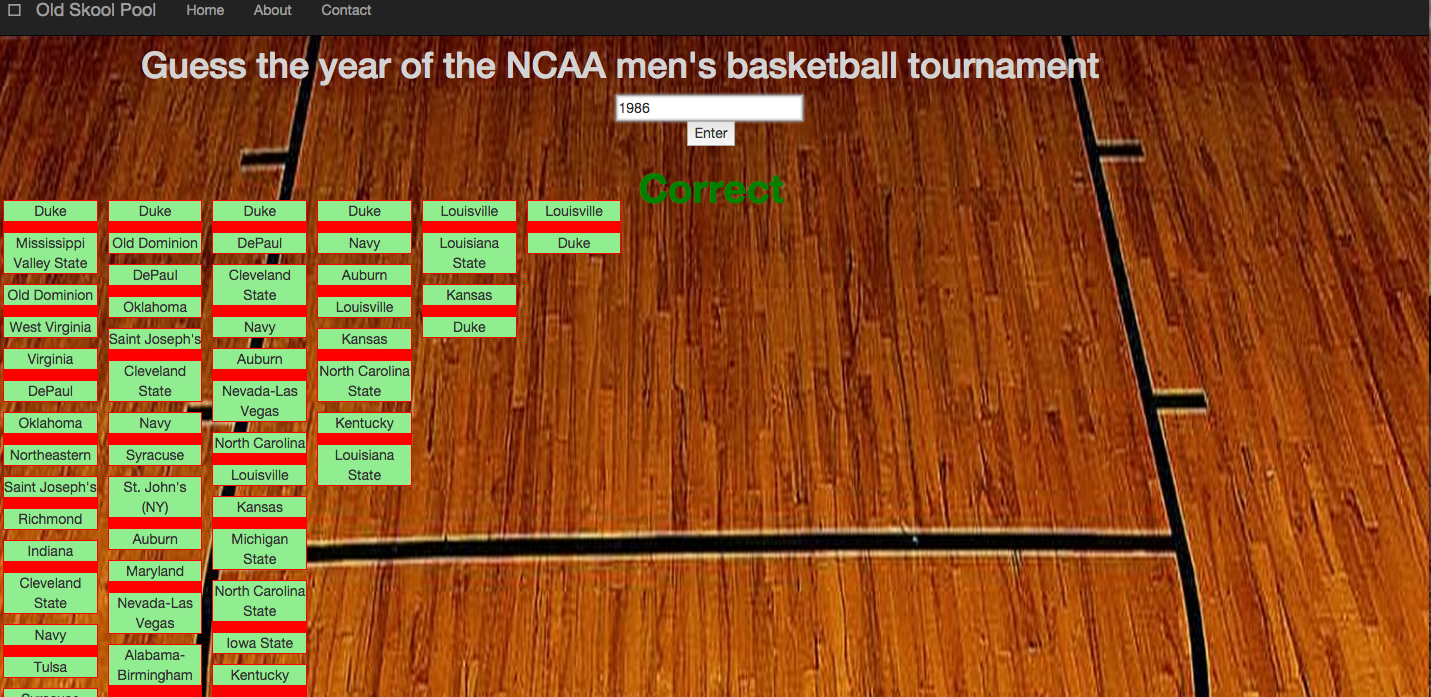 Old Skool Pool Home About Contact
Guess the year of the NCAA men's basketball tournament
1986
Enter
Correct
Duke
Mississippi
Valley State
Old Dominion
West Virginia
Virginia
DePaul
Oklahoma
Northeastern
Saint Joseph's
Richmond
Indiana
Cleveland
State
Navy
Tulsa
Duke
Old Dominion
DePaul
Oklahoma
Saint Joseph's
Cleveland
State
Navy
Syracuse
St. John's
(NY)
Auburn
Maryland
Nevada-Las
Vegas
Alabama-
Birmingham
Duke
DePaul
Cleveland
State
Navy
Auburn
Nevada-Las
Vegas
North Carolina
Louisville
Kansas
Michigan
State
North Carolina
State
Iowa State
Kentucky
Duke
Navy
Auburn
Louisville
Kansas
North Carolina
State
Kentucky
Louisiana
State
Louisville
Louisiana
State
Kansas
Duke
Louisville
Duke